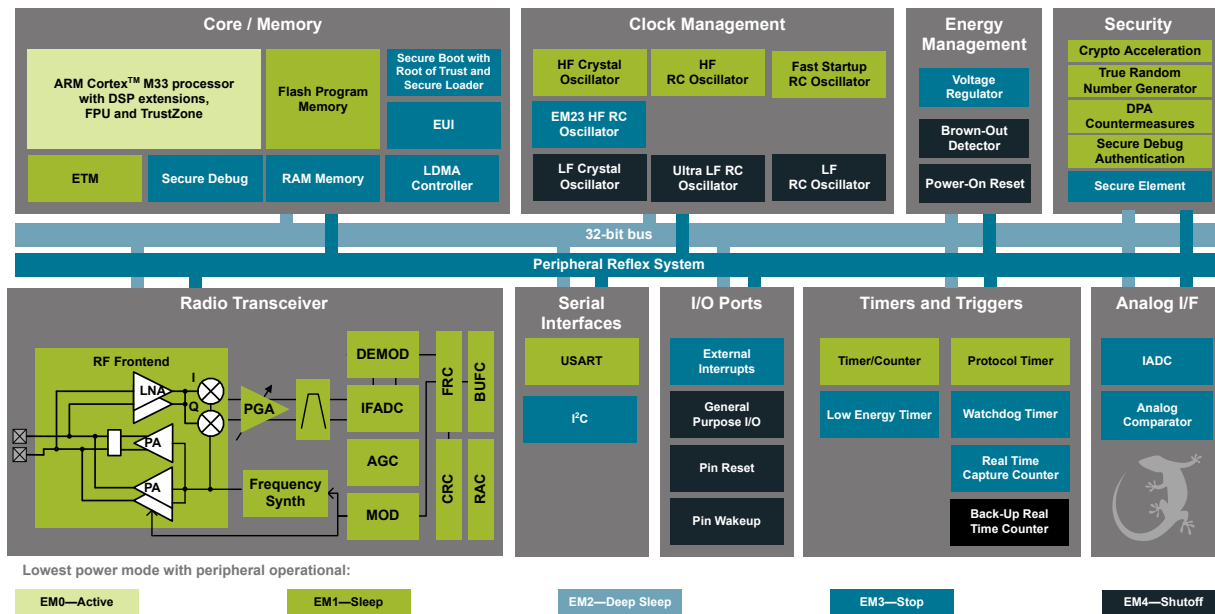 Core / Memory
ARM Cortex™ M33 processor
with DSP extensions,
FPU and TrustZone
Flash Program
Memory
Secure Boot with
Root of Trust and
Secure Loader
EUI
ETM
Secure Debug
RAM Memory
LDMA
Controller
Clock Management
HF Crystal
Oscillator
HF
RC Oscillator
Fast Startup
RC Oscillator
EM23 HF RC
Oscillator
LF Crystal
Oscillator
Ultra LF RC
Oscillator
LF
RC Oscillator
Energy
Management
Voltage
Regulator
Brown-Out
Detector
Power-On Reset
Security
Crypto Acceleration
True Random
Number Generator
DPA
Countermeasures
Secure Debug
Authentication
Secure Element
32-bit bus
Peripheral Reflex System
Radio Transceiver
RF Frontend
LNA
I
Q
PA
PA
PGA
Frequency
Synth
DEMOD
IFADC
AGC
MOD
FRC
BUFC
CRC
RAC
Serial
Interfaces
USART
I²C
I/O Ports
External
Interrupts
General
Purpose I/O
Pin Reset
Pin Wakeup
Timers and Triggers
Timer/Counter
Protocol Timer
Low Energy Timer
Watchdog Timer
Real Time
Capture Counter
Back-Up Real
Time Counter
Analog I/F
IADC
Analog
Comparator
Lowest power mode with peripheral operational:
EM0—Active
EM1—Sleep
EM2—Deep Sleep
EM3—Stop
EM4—Shutoff